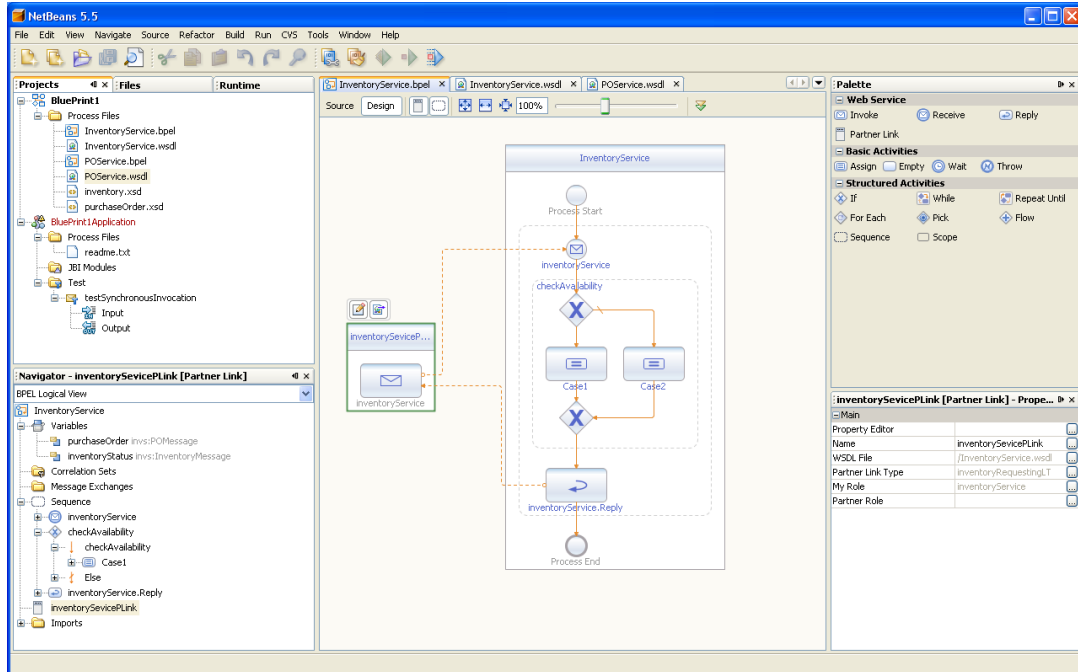 NetBeans 5.5
File Edit View Navigate Source Refactor Build Run CVS Tools Window Help
Projects Files Runtime
BluePrint1
Process Files
InventoryService.bpel
InventoryService.wsdl
POService.bpel
POService.wsdl
inventory.xsd
purchaseOrder.xsd
BluePrint1Application
Process Files
readme.txt
JBI Modules
Test
testSynchronousInvocation
Input
Output
Navigator - inventorySevicePLink [Partner Link]
BPEL Logical View
InventoryService
Variables
purchaseOrder invs:POMessage
inventoryStatus invs:InventoryMessage
Correlation Sets
Message Exchanges
Sequence
inventoryService
checkAvailability
checkAvailability
Case1
Else
inventoryService.Reply
inventorySevicePLink
Imports
InventoryService.bpel InventoryService.wsdl POService.wsdl
Source Design 100%
InventoryService
Process Start
inventoryService
checkAvailability
Case1 Case2
inventorySeviceP...
inventoryService
inventoryService.Reply
Process End
Palette
Web Service
Invoke Receive Reply
Partner Link
Basic Activities
Assign Empty Wait Throw
Structured Activities
If While Repeat Until
For Each Pick Flow
Sequence Scope
inventorySevicePLink [Partner Link] - Prope...
Main
Property Editor
Name inventorySevicePLink
WSDL File /InventoryService.wsdl
Partner Link Type inventoryRequestingLT
My Role inventoryService
Partner Role